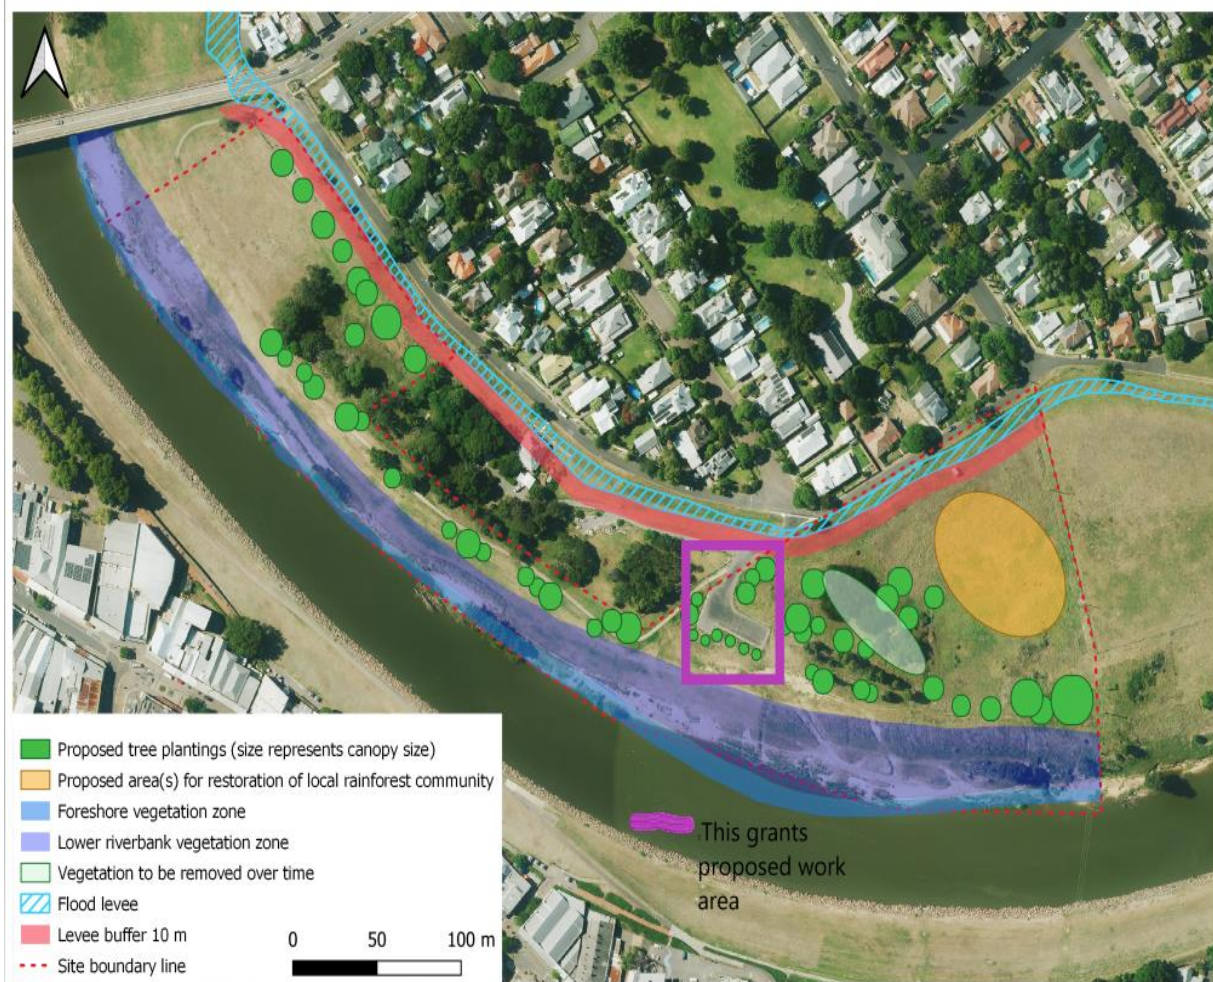 Proposed tree plantings (size represents canopy size)
Proposed area(s) for restoration of local rainforest community
Foreshore vegetation zone
Lower riverbank vegetation zone
Vegetation to be removed over time
Flood levee
Levee buffer 10 m
Site boundary line
0 50 100 m
This grants
proposed work
area